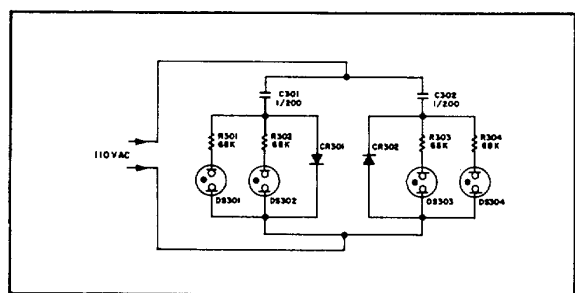 C301
1/200
C302
1/200
R301
68K
R302
68K
CR301
CR302
R303
68K
R304
68K
110VAC
DS301
DS302
DS303
DS304